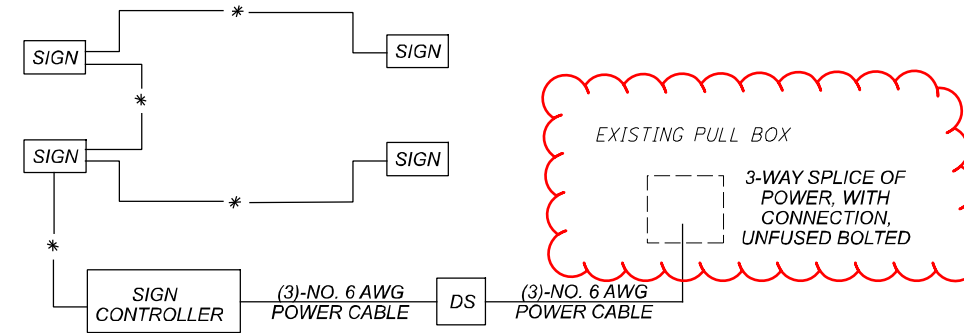 *
SIGN
SIGN
*
EXISTING PULL BOX
SIGN
SIGN
3-WAY SPLICE OF
POWER, WITH
CONNECTION,
UNFUSED BOLTED
*
*
SIGN
CONTROLLER
(3)-NO. 6 AWG
POWER CABLE
DS
(3)-NO. 6 AWG
POWER CABLE